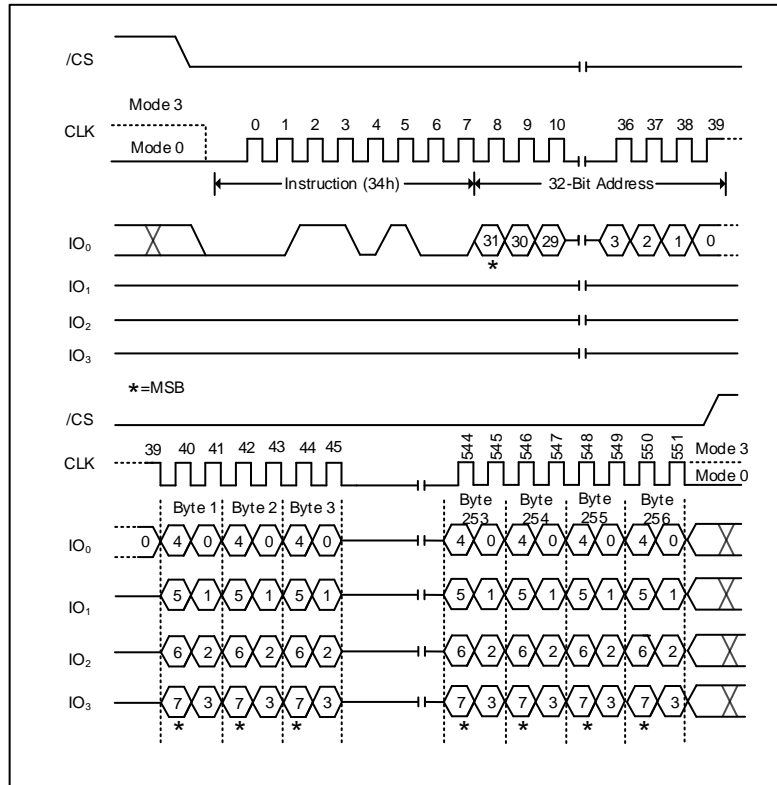 /CS
Mode 3
CLK
0 1 2 3 4 5 6 7 8 9 10 36 37 38 39
Mode 0
Instruction (34h) 32-Bit Address
IO₀ 31 30 29 3 2 1 0
*
IO₁
IO₂
IO₃
*=MSB
/CS
39 40 41 42 43 44 45 544 545 546 547 548 549 550 551 Mode 3
CLK
Mode 0
Byte 1 Byte 2 Byte 3 Byte 253 Byte 254 Byte 255 Byte 256
IO₀ 0 4 0 4 0 4 0 4 0 4 0 4 0 4 0
IO₁ 5 1 5 1 5 1 5 1 5 1 5 1 5 1
IO₂ 6 2 6 2 6 2 6 2 6 2 6 2 6 2
IO₃ 7 3 7 3 7 3 7 3 7 3 7 3 7 3
* * * * * * *